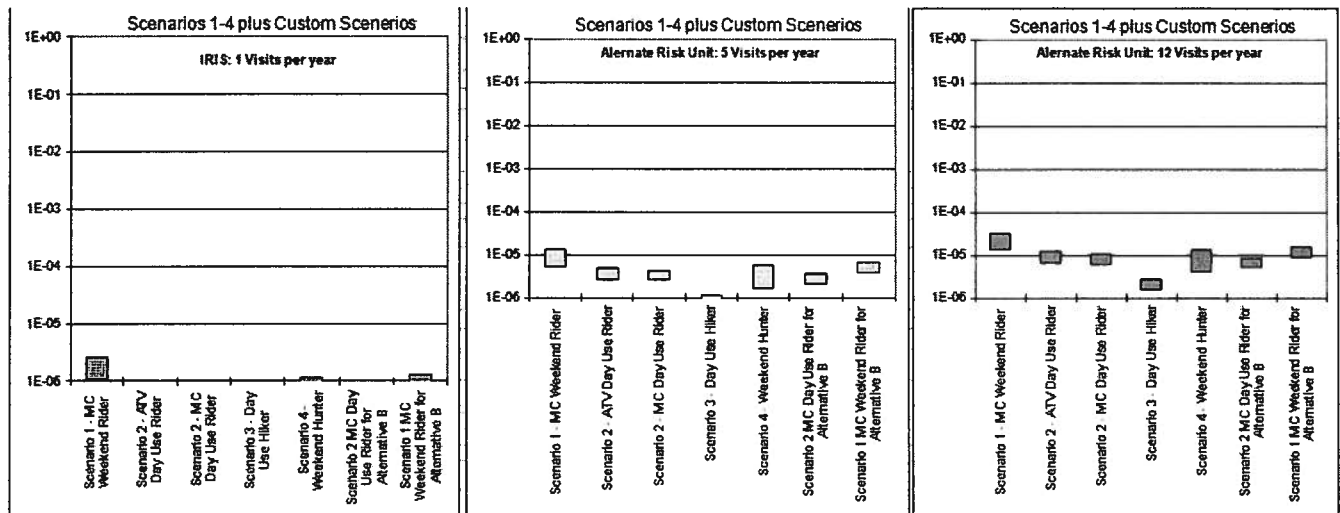 Scenarios 1-4 plus Custom Scenerios
IRIS: 1 Visits per year
1E+00
1E-01
1E-02
1E-03
1E-04
1E-05
1E-06
Scenario 1 - MC
Weekend Rider
Scenario 2 - ATV
Day Use Rider
Scenario 2 - MC
Day Use Rider
Scenario 3 - Day
Use Hiker
Scenario 4 -
Weekend Hunter
Scenario 2 MC Day
Use Rider for
Alternative B
Scenario 1 MC
Weekend Rider for
Alternative B
Scenarios 1-4 plus Custom Scenerios
Alernate Risk Unit: 5 Visits per year
1E+00
1E-01
1E-02
1E-03
1E-04
1E-05
1E-06
Scenario 1 - MC Weekend Rider
Scenario 2 - ATV Day Use Rider
Scenario 2 - MC Day Use Rider
Scenario 3 - Day Use Hiker
Scenario 4 - Weekend Hunter
Scenario 2 MC Day Use Rider for
Alternative B
Scenario 1 MC Weekend Rider for
Alternative B
Scenarios 1-4 plus Custom Scenerios
Alernate Risk Unit: 12 Visits per year
1E+00
1E-01
1E-02
1E-03
1E-04
1E-05
1E-06
Scenario 1 - MC Weekend Rider
Scenario 2 - ATV Day Use Rider
Scenario 2 - MC Day Use Rider
Scenario 3 - Day Use Hiker
Scenario 4 - Weekend Hunter
Scenario 2 MC Day Use Rider for
Alternative B
Scenario 1 MC Weekend Rider for
Alternative B